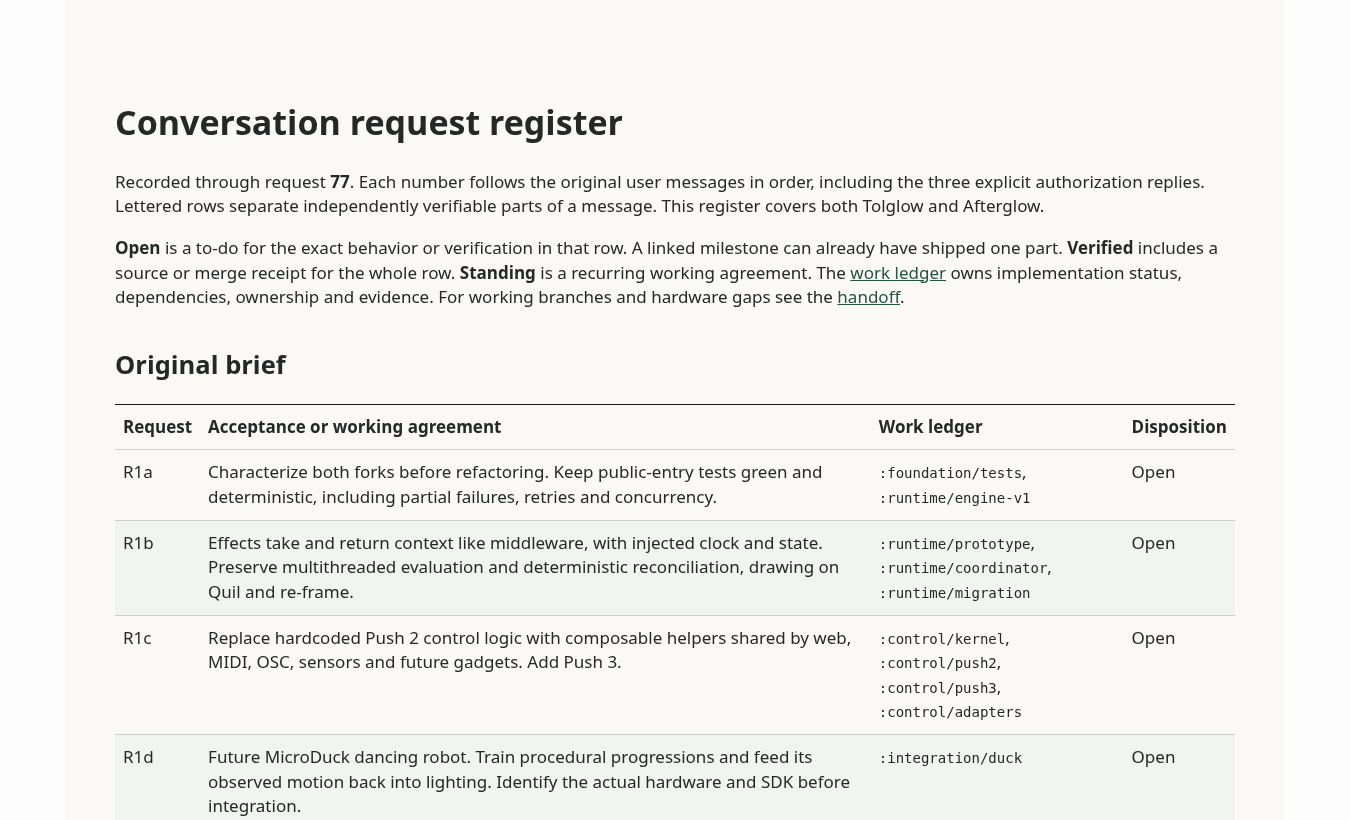 Conversation request register
Recorded through request 77. Each number follows the original user messages in order, including the three explicit authorization replies.
Lettered rows separate independently verifiable parts of a message. This register covers both Tolglow and Afterglow.
Open is a to-do for the exact behavior or verification in that row. A linked milestone can already have shipped one part. Verified includes a
source or merge receipt for the whole row. Standing is a recurring working agreement. The work ledger owns implementation status,
dependencies, ownership and evidence. For working branches and hardware gaps see the handoff.
Original brief
Request Acceptance or working agreement Work ledger Disposition
R1a Characterize both forks before refactoring. Keep public-entry tests green and :foundation/tests, Open
deterministic, including partial failures, retries and concurrency. :runtime/engine-v1
R1b Effects take and return context like middleware, with injected clock and state. :runtime/prototype, Open
Preserve multithreaded evaluation and deterministic reconciliation, drawing on :runtime/coordinator,
Quil and re-frame. :runtime/migration
R1c Replace hardcoded Push 2 control logic with composable helpers shared by web, :control/kernel, Open
MIDI, OSC, sensors and future gadgets. Add Push 3. :control/push2,
:control/push3,
:control/adapters
R1d Future MicroDuck dancing robot. Train procedural progressions and feed its :integration/duck Open
observed motion back into lighting. Identify the actual hardware and SDK before
integration.